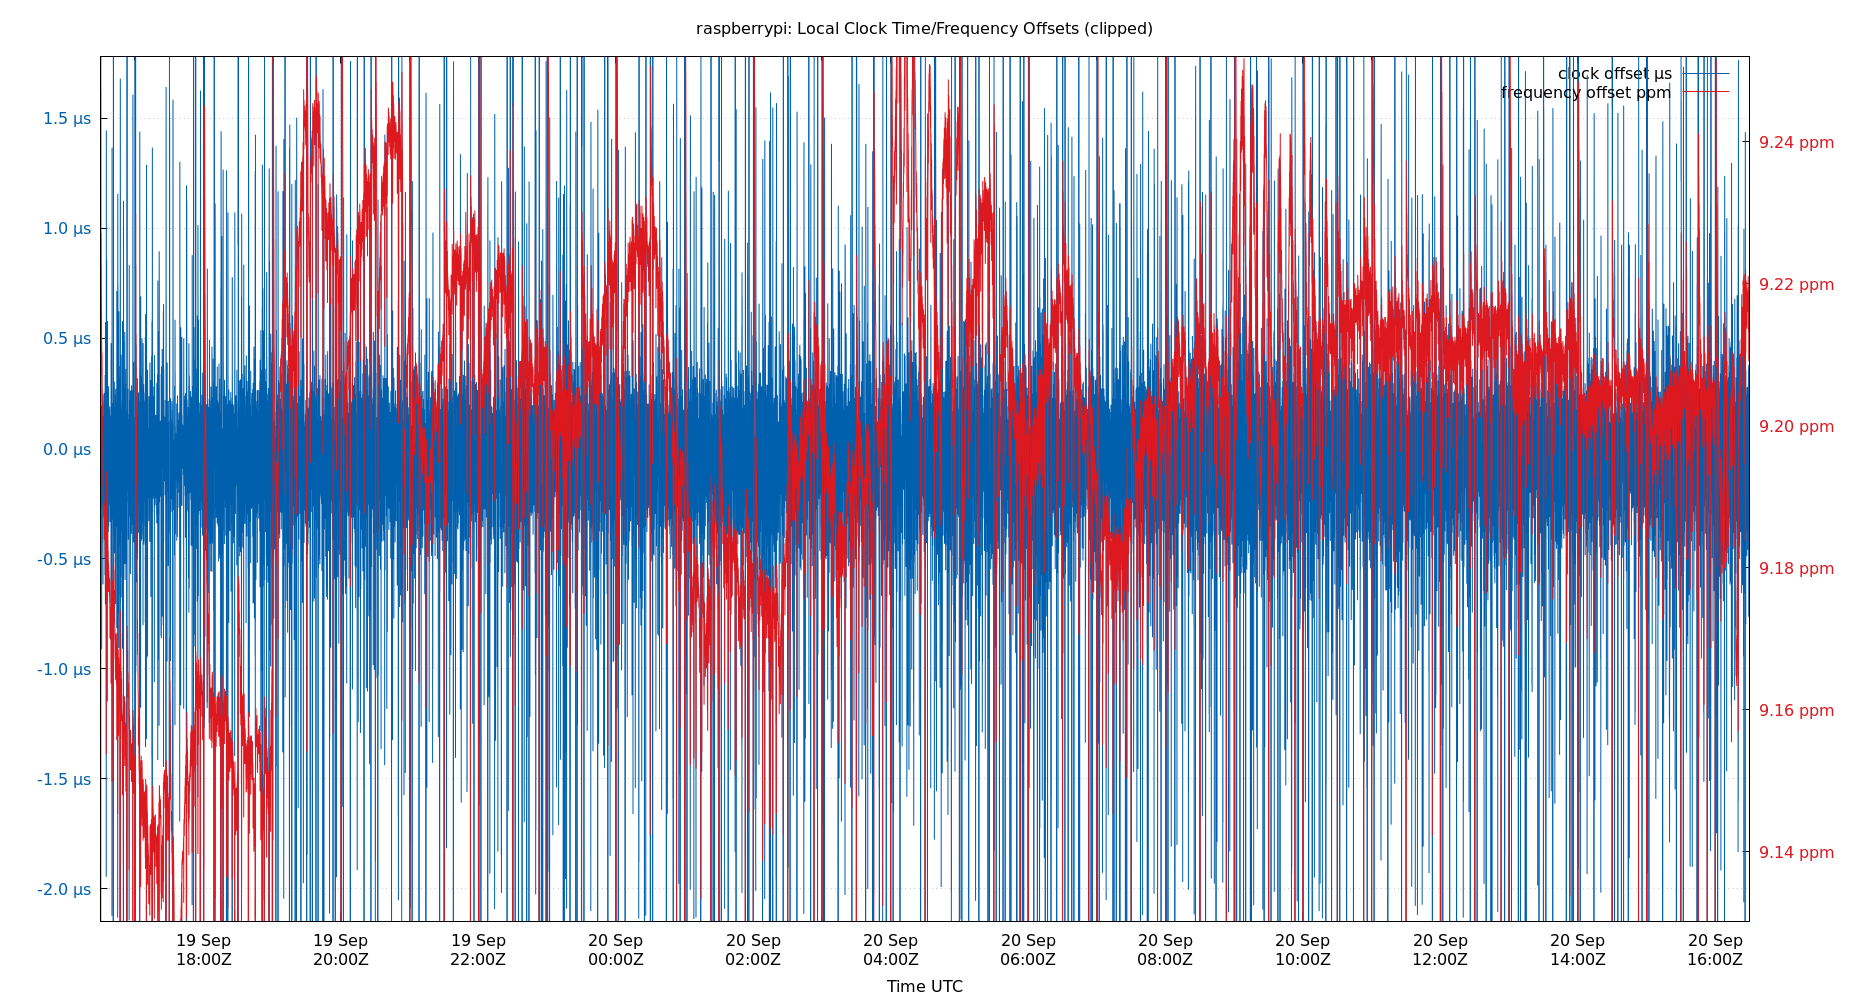 raspberrypi: Local Clock Time/Frequency Offsets (clipped)
clock offset µs
frequency offset ppm
1.5 µs
1.0 µs
0.5 µs
0.0 µs
-0.5 µs
-1.0 µs
-1.5 µs
-2.0 µs
9.24 ppm
9.22 ppm
9.20 ppm
9.18 ppm
9.16 ppm
9.14 ppm
19 Sep
18:00Z
19 Sep
20:00Z
19 Sep
22:00Z
20 Sep
00:00Z
20 Sep
02:00Z
20 Sep
04:00Z
20 Sep
06:00Z
20 Sep
08:00Z
20 Sep
10:00Z
20 Sep
12:00Z
20 Sep
14:00Z
20 Sep
16:00Z
Time UTC